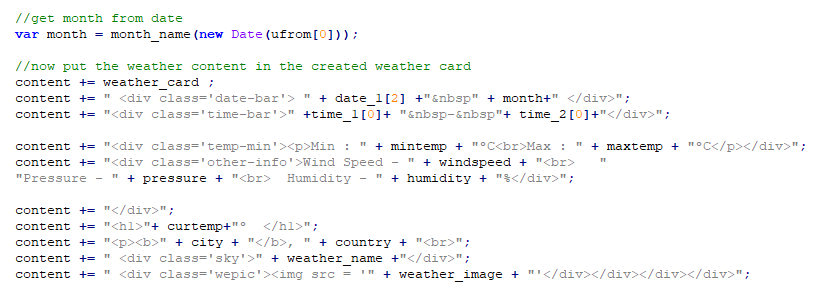 //get month from date
var month = month_name(new Date(ufrom[0]));
//now put the weather content in the created weather card
content += weather_card ;
content += " <div class='date-bar'> " + date_1[2] +"&nbsp" + month+" </div>";
content += "<div class='time-bar'>" +time_1[0]+ "&nbsp-&nbsp"+ time_2[0]+"</div>";
content += "<div class='temp-min'><p>Min : " + mintemp + "°C<br>Max : " + maxtemp + "°C</p></div>";
content += "<div class='other-info'>Wind Speed - " + windspeed + "<br>   "
"Pressure - " + pressure + "<br>  Humidity - " + humidity + "%</div>";
content += "</div>";
content += "<h1>"+ curtemp+"°  </h1>";
content += "<p><b>" + city + "</b>, " + country + "<br>";
content += " <div class='sky'>" + weather_name +"</div>";
content += " <div class='wepic'><img src = '" + weather_image + "'</div></div></div></div>";